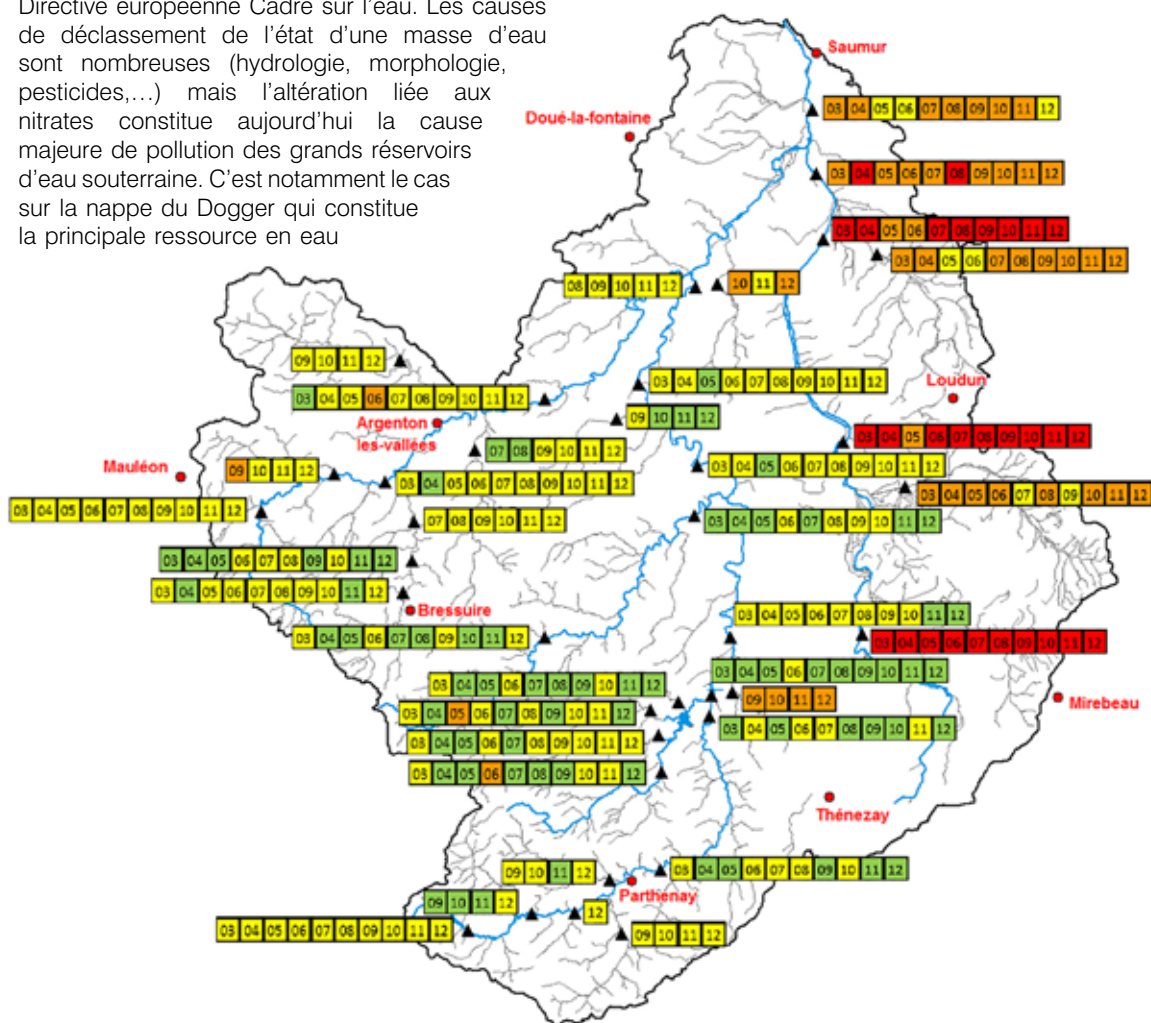 Directive européenne Cadre sur l'eau. Les causes
de déclassement de l'état d'une masse d'eau
sont nombreuses (hydrologie, morphologie,
pesticides,…) mais l'altération liée aux
nitrates constitue aujourd'hui la cause
majeure de pollution des grands réservoirs
d'eau souterraine. C'est notamment le cas
sur la nappe du Dogger qui constitue
la principale ressource en eau
Saumur
03 04 05 06 07 08 09 10 11 12
Doué-la-fontaine
03 04 05 06 07 08 09 10 11 12
03 04 05 06 07 08 09 10 11 12
03 04 05 06 07 08 09 10 11 12
08 09 10 11 12
10 11 12
09 10 11 12
03 04 05 06 07 08 09 10 11 12
Loudun
03 04 05 06 07 08 09 10 11 12
09 10 11 12
Argenton
les-vallées
03 04 05 06 07 08 09 10 11 12
07 08 09 10 11 12
03 04 05 06 07 08 09 10 11 12
Mauléon
09 10 11 12
03 04 05 06 07 08 09 10 11 12
03 04 05 06 07 08 09 10 11 12
03 04 05 06 07 08 09 10 11 12
07 08 09 10 11 12
03 04 05 06 07 08 09 10 11 12
03 04 05 06 07 08 09 10 11 12
03 04 05 06 07 08 09 10 11 12
Bressuire
03 04 05 06 07 08 09 10 11 12
03 04 05 06 07 08 09 10 11 12
03 04 05 06 07 08 09 10 11 12
03 04 05 06 07 08 09 10 11 12
03 04 05 06 07 08 09 10 11 12
09 10 11 12
Mirebeau
03 04 05 06 07 08 09 10 11 12
03 04 05 06 07 08 09 10 11 12
03 04 05 06 07 08 09 10 11 12
03 04 05 06 07 08 09 10 11 12
Thénezay
09 10 11 12
03 04 05 06 07 08 09 10 11 12
Parthenay
09 10 11 12
12
03 04 05 06 07 08 09 10 11 12
09 10 11 12